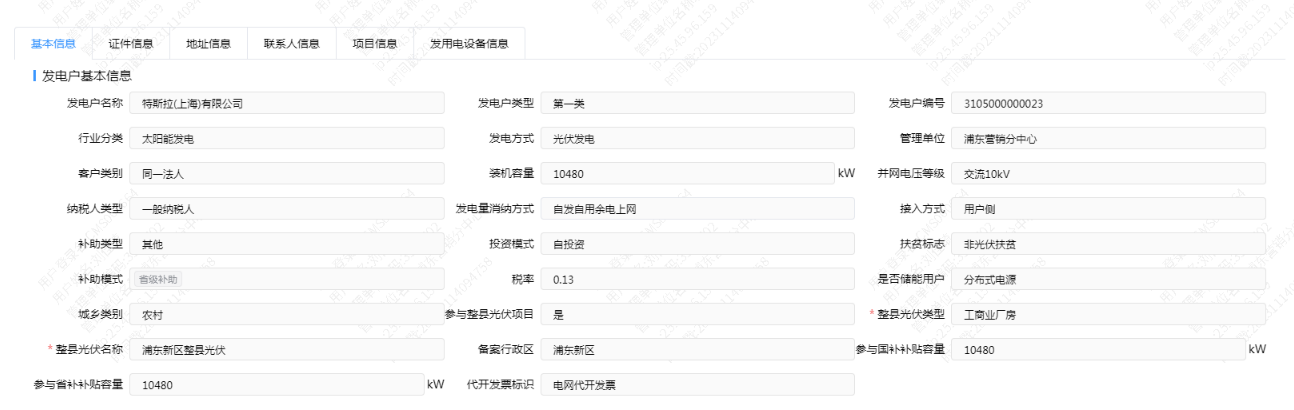 基本信息 证件信息 地址信息 联系人信息 项目信息 发用电设备信息
发电户基本信息
发电户名称 特斯拉(上海)有限公司 发电户类型 第一类 发电户编号 3105000000023
行业分类 太阳能发电 发电方式 光伏发电 管理单位 浦东营销分中心
客户类别 同一法人 装机容量 10480 kW 并网电压等级 交流10kV
纳税人类型 一般纳税人 发电量消纳方式 自发自用余电上网 接入方式 用户侧
补助类型 其他 投资模式 自投资 扶贫标志 非光伏扶贫
补助模式 省级补助 税率 0.13 是否储能用户 分布式电源
城乡类别 农村 参与整县光伏项目 是 * 整县光伏类型 工商业厂房
* 整县光伏名称 浦东新区整县光伏 备案行政区 浦东新区 参与国补补贴容量 10480 kW
参与省补补贴容量 10480 kW 代开发票标识 电网代开发票